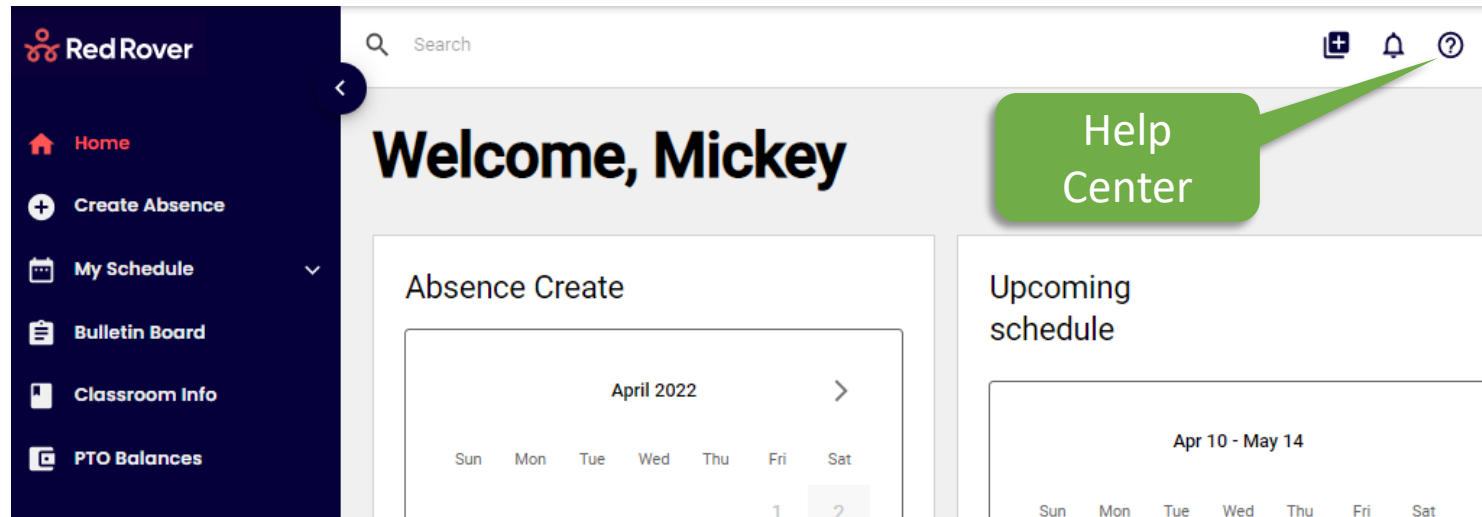 Red Rover
Search
Help
Center
Home
Create Absence
My Schedule
Bulletin Board
Classroom Info
PTO Balances
Welcome, Mickey
Absence Create
April 2022
Sun Mon Tue Wed Thu Fri Sat
1 2
Upcoming
schedule
Apr 10 - May 14
Sun Mon Tue Wed Thu Fri Sat